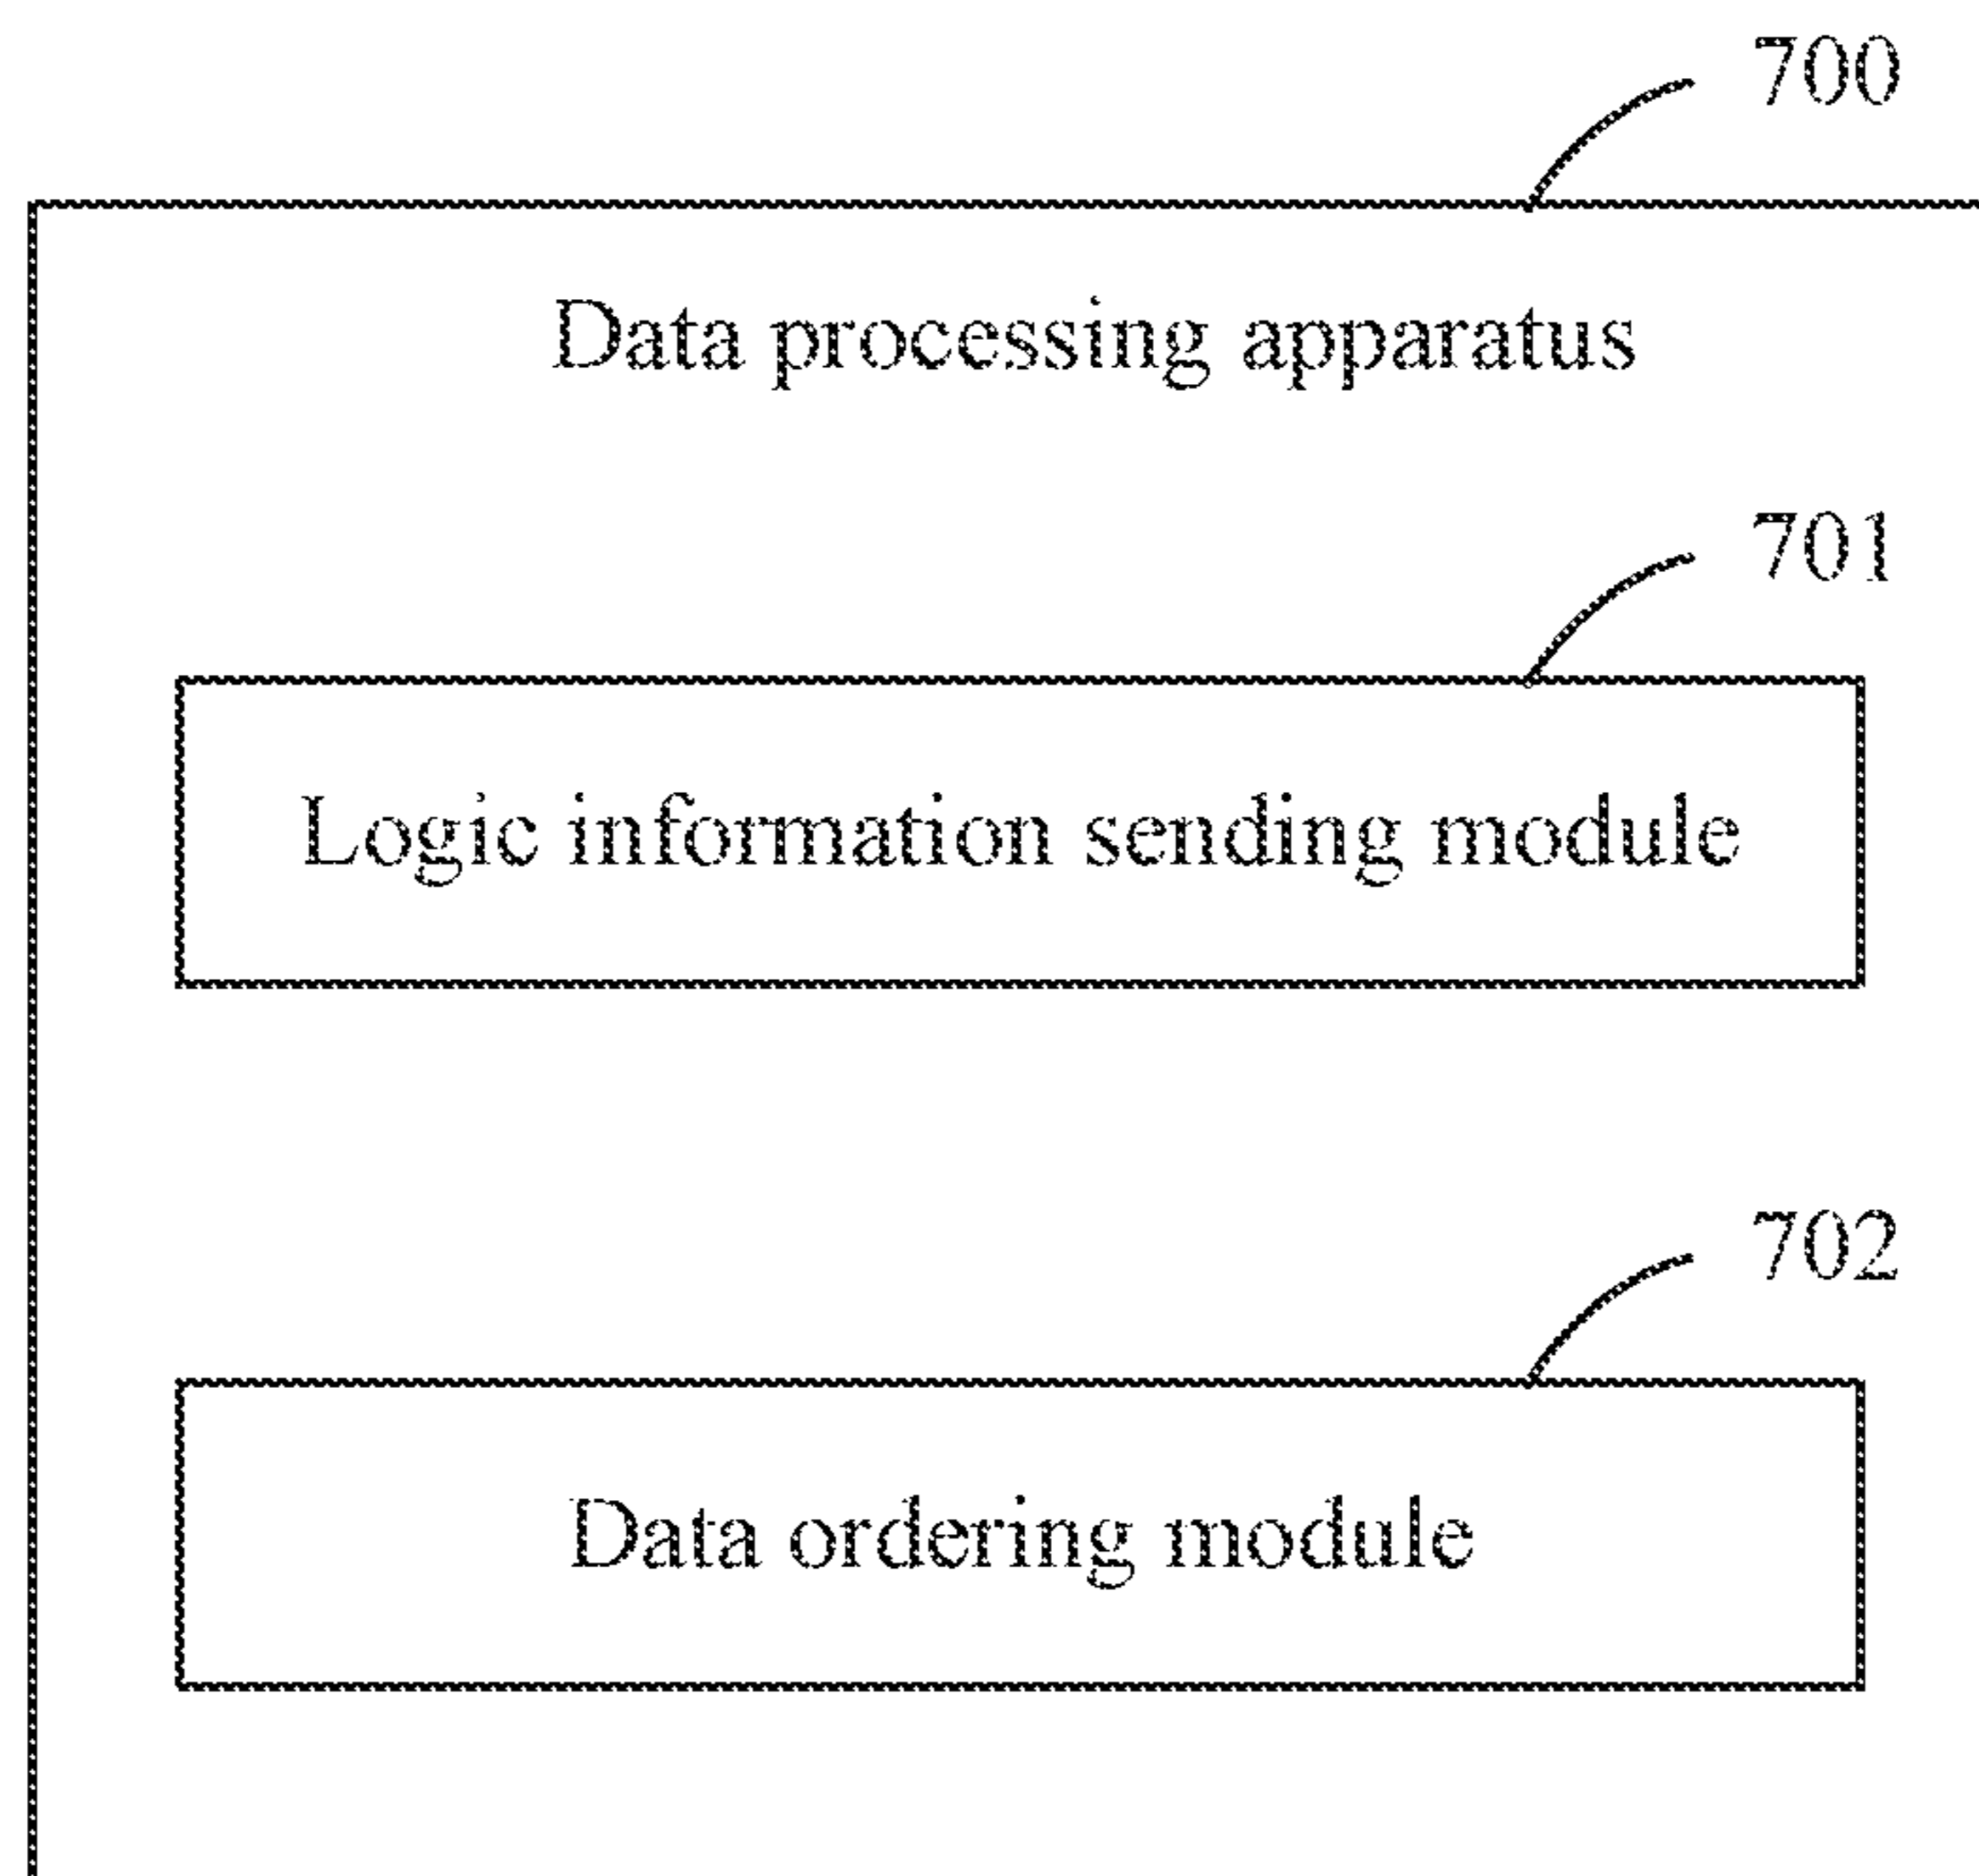 700
Data processing apparatus
701
Logic information sending module
702
Data ordering module